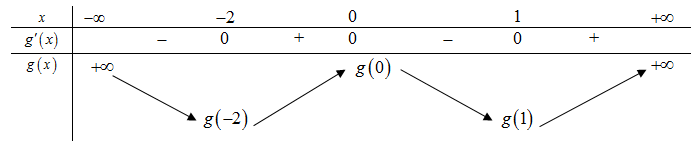 x −∞ −2 0 1 +∞
g′(x) − 0 + 0 − 0 +
g(x) +∞ g(0) +∞
g(−2) g(1)